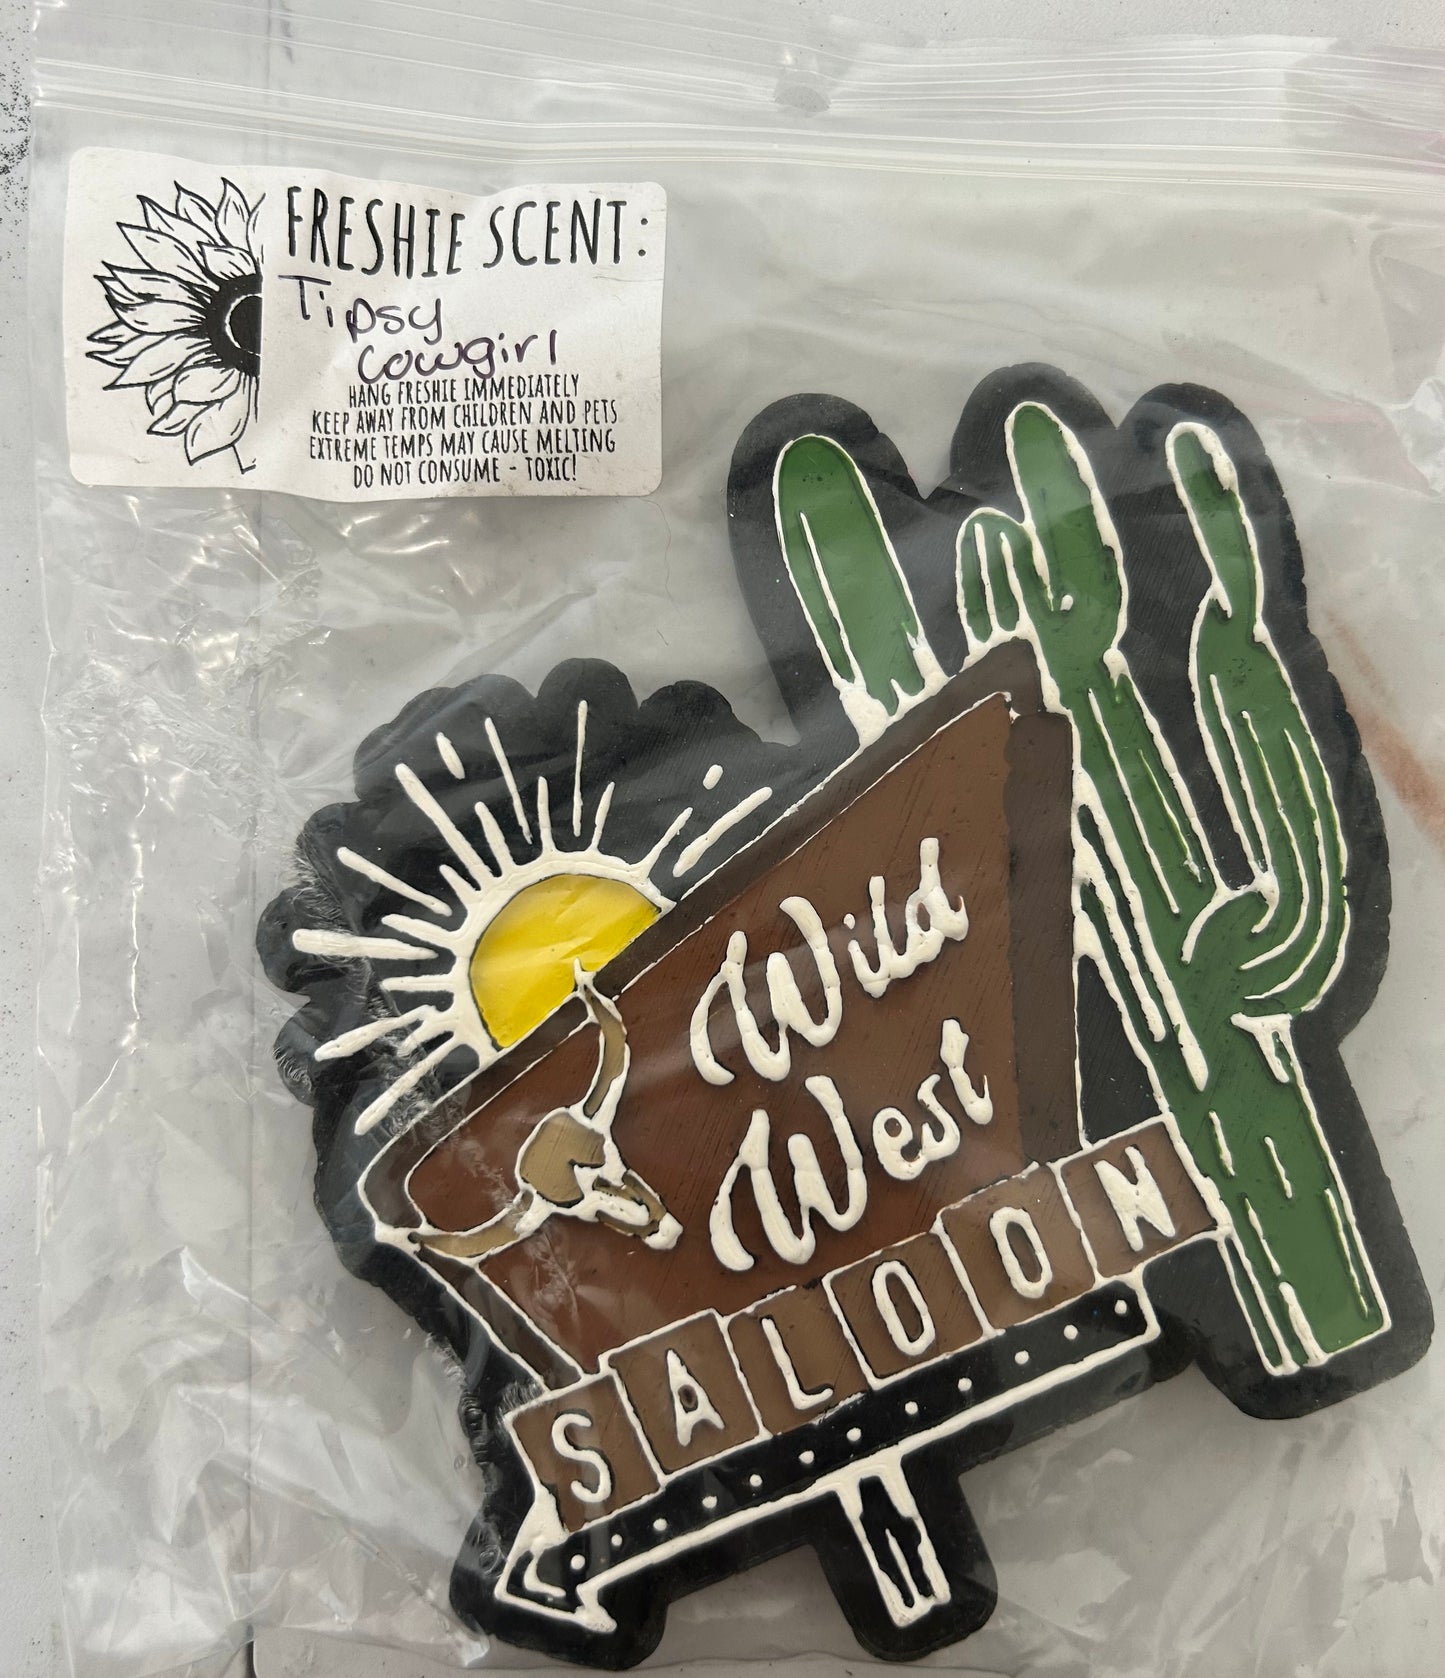 FRESHIE SCENT:
Tipsy
cowgirl
HANG FRESHIE IMMEDIATELY
KEEP AWAY FROM CHILDREN AND PETS
EXTREME TEMPS MAY CAUSE MELTING
DO NOT CONSUME - TOXIC!
Wild
West
SALOON